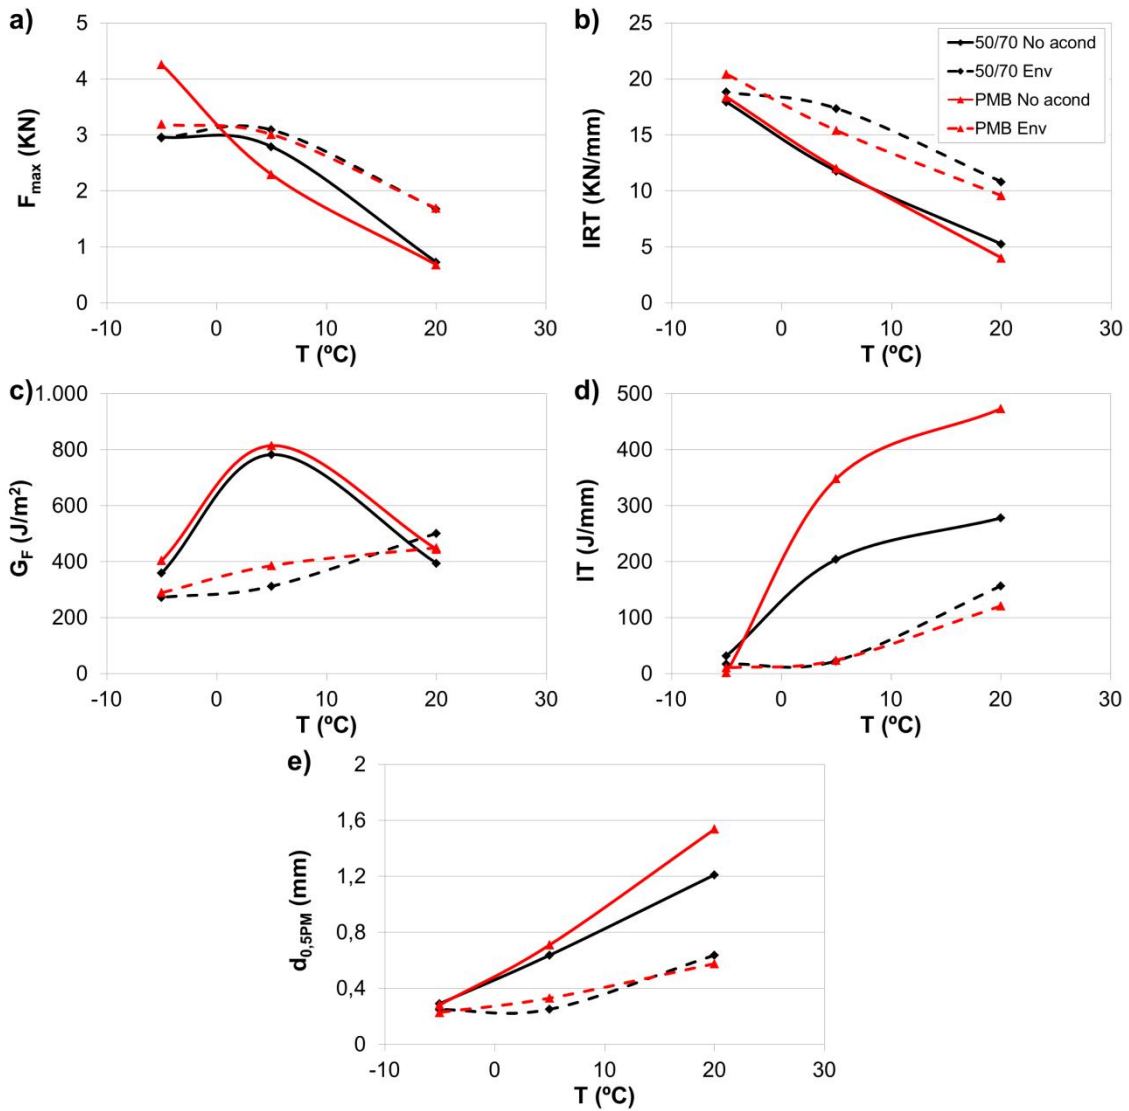 a)
5
4
3
2
1
0
F_max (KN)
-10 0 10 20 30
T (ºC)
b)
25
20
15
10
5
0
IRT (KN/mm)
-10 0 10 20 30
T (ºC)
50/70 No acond
50/70 Env
PMB No acond
PMB Env
c)
1.000
800
600
400
200
0
G_F (J/m²)
-10 0 10 20 30
T (ºC)
d)
500
400
300
200
100
0
IT (J/mm)
-10 0 10 20 30
T (ºC)
e)
2
1,6
1,2
0,8
0,4
0
d_0,5PM (mm)
-10 0 10 20 30
T (ºC)